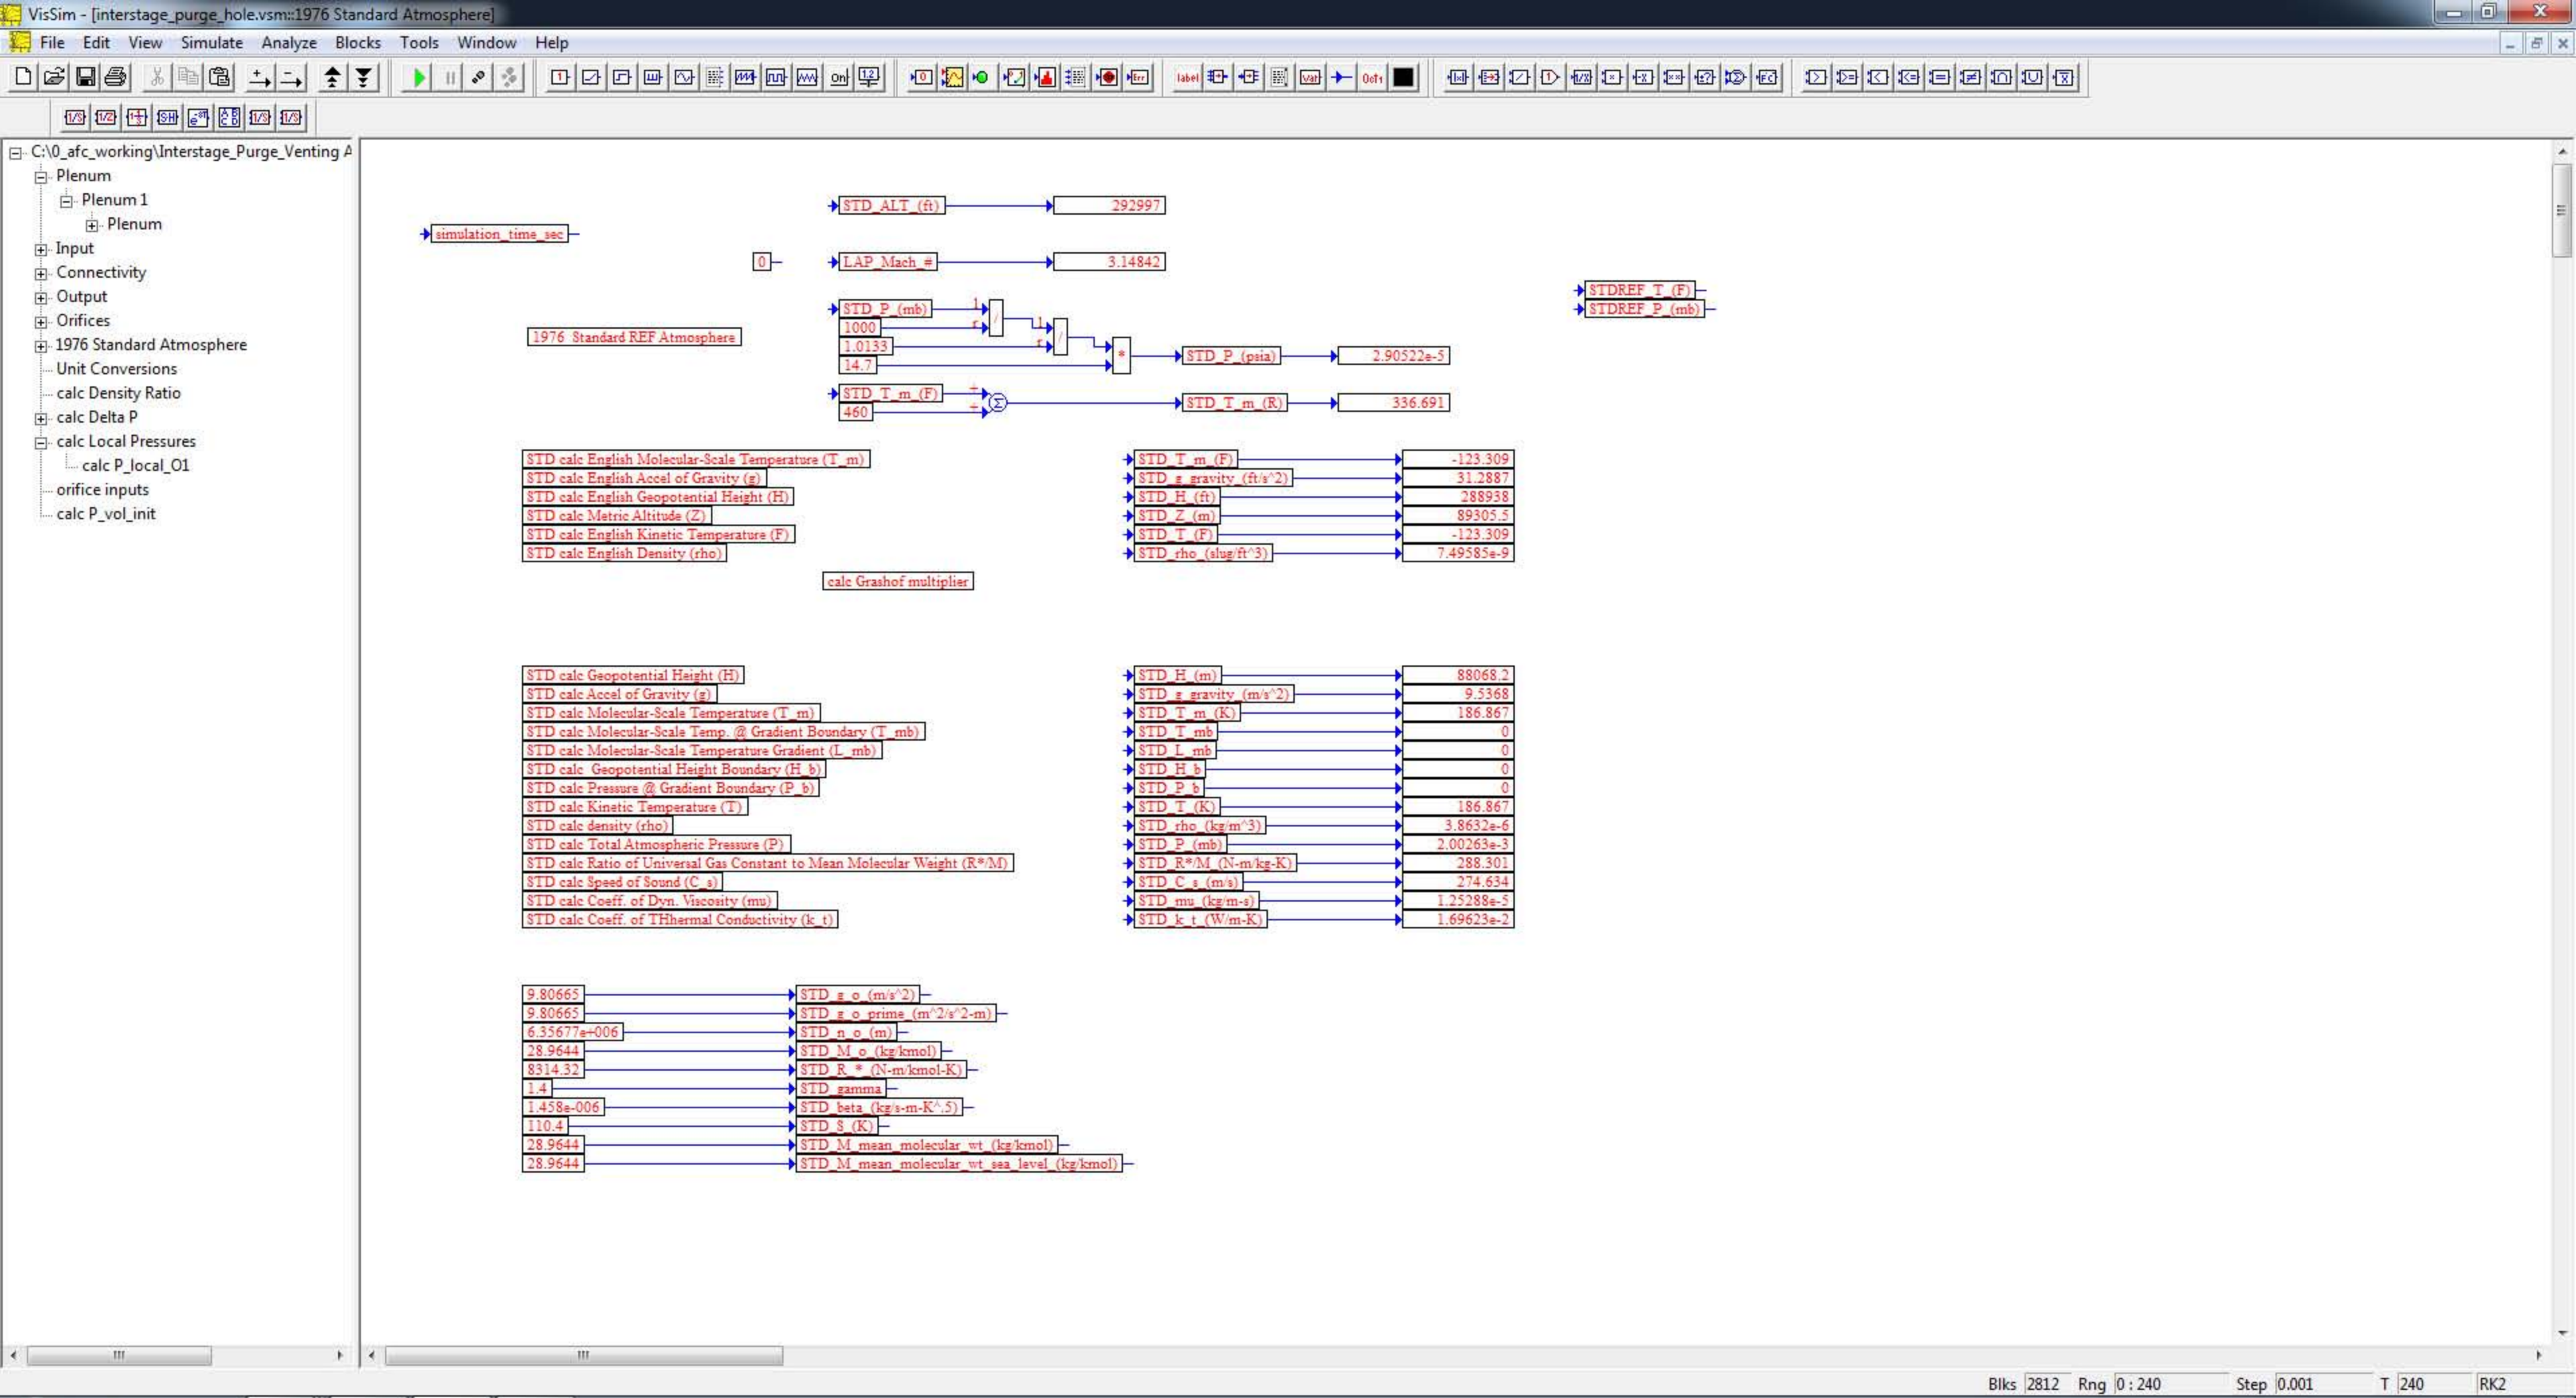 VisSim - [interstage_purge_hole.vsm::1976 Standard Atmosphere]
File Edit View Simulate Analyze Blocks Tools Window Help
C:\0_afc_working\Interstage_Purge_Venting A
Plenum
Plenum 1
Plenum
Input
Connectivity
Output
Orifices
1976 Standard Atmosphere
Unit Conversions
calc Density Ratio
calc Delta P
calc Local Pressures
calc P_local_O1
orifice inputs
calc P_vol_init
STD_ALT_(ft) 292997
simulation_time_sec
0 LAP_Mach_# 3.14842
STDREF_T_(F)
STDREF_P_(mb)
STD_P_(mb) l
1000 r /
1.0133 l r /
14.7 *
1976 Standard REF Atmosphere
STD_P_(psia) 2.90522e-5
STD_T_m_(F) +
460 + Σ
STD_T_m_(R) 336.691
STD calc English Molecular-Scale Temperature (T_m) STD_T_m_(F) -123.309
STD calc English Accel of Gravity (g) STD_g_gravity_(ft/s^2) 31.2887
STD calc English Geopotential Height (H) STD_H_(ft) 288938
STD calc Metric Altitude (Z) STD_Z_(m) 89305.5
STD calc English Kinetic Temperature (F) STD_T_(F) -123.309
STD calc English Density (rho) STD_rho_(slug/ft^3) 7.49585e-9
calc Grashof multiplier
STD calc Geopotential Height (H) STD_H_(m) 88068.2
STD calc Accel of Gravity (g) STD_g_gravity_(m/s^2) 9.5368
STD calc Molecular-Scale Temperature (T_m) STD_T_m_(K) 186.867
STD calc Molecular-Scale Temp. @ Gradient Boundary (T_mb) STD_T_mb 0
STD calc Molecular-Scale Temperature Gradient (L_mb) STD_L_mb 0
STD calc Geopotential Height Boundary (H_b) STD_H_b 0
STD calc Pressure @ Gradient Boundary (P_b) STD_P_b 0
STD calc Kinetic Temperature (T) STD_T_(K) 186.867
STD calc density (rho) STD_rho_(kg/m^3) 3.8632e-6
STD calc Total Atmospheric Pressure (P) STD_P_(mb) 2.00263e-3
STD calc Ratio of Universal Gas Constant to Mean Molecular Weight (R*/M) STD_R*/M_(N-m/kg-K) 288.301
STD calc Speed of Sound (C_s) STD_C_s_(m/s) 274.634
STD calc Coeff. of Dyn. Viscosity (mu) STD_mu_(kg/m-s) 1.25288e-5
STD calc Coeff. of THhermal Conductivity (k_t) STD_k_t_(W/m-K) 1.69623e-2
9.80665 STD_g_o_(m/s^2)
9.80665 STD_g_o_prime_(m^2/s^2-m)
6.35677e+006 STD_n_o_(m)
28.9644 STD_M_o_(kg/kmol)
8314.32 STD_R_*_(N-m/kmol-K)
1.4 STD_gamma
1.458e-006 STD_beta_(kg/s-m-K^.5)
110.4 STD_S_(K)
28.9644 STD_M_mean_molecular_wt_(kg/kmol)
28.9644 STD_M_mean_molecular_wt_sea_level_(kg/kmol)
Blks 2812 Rng 0 : 240 Step 0.001 T 240 RK2